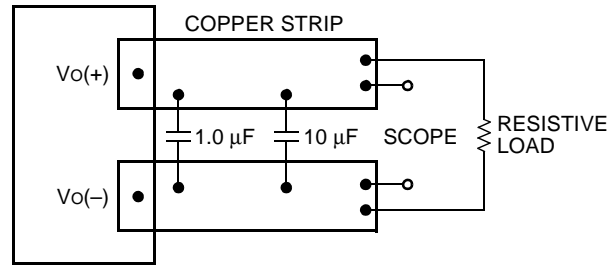 COPPER STRIP
VO(+)
1.0 µF
10 µF
SCOPE
RESISTIVE
LOAD
VO(–)